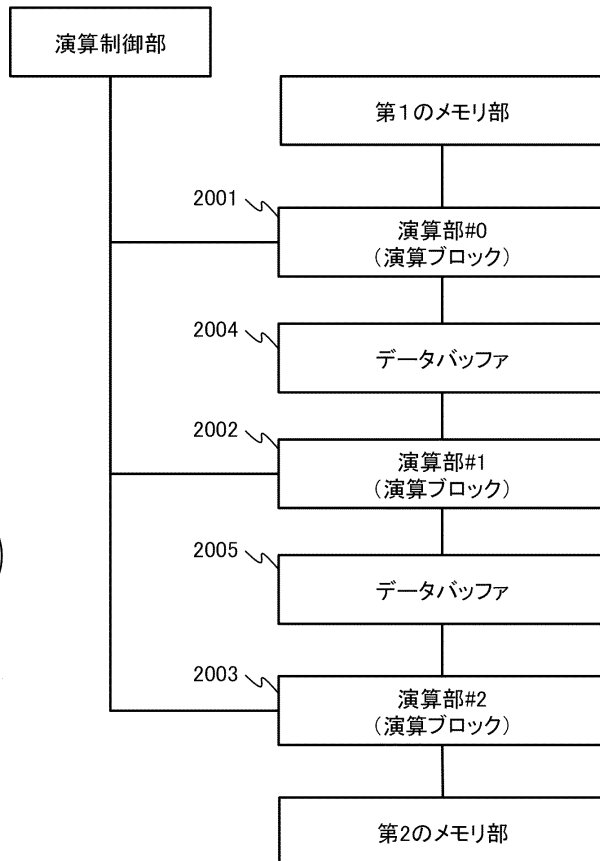 演算制御部
第1のメモリ部
2001
演算部#0
(演算ブロック)
2004
データバッファ
2002
演算部#1
(演算ブロック)
2005
データバッファ
2003
演算部#2
(演算ブロック)
第2のメモリ部